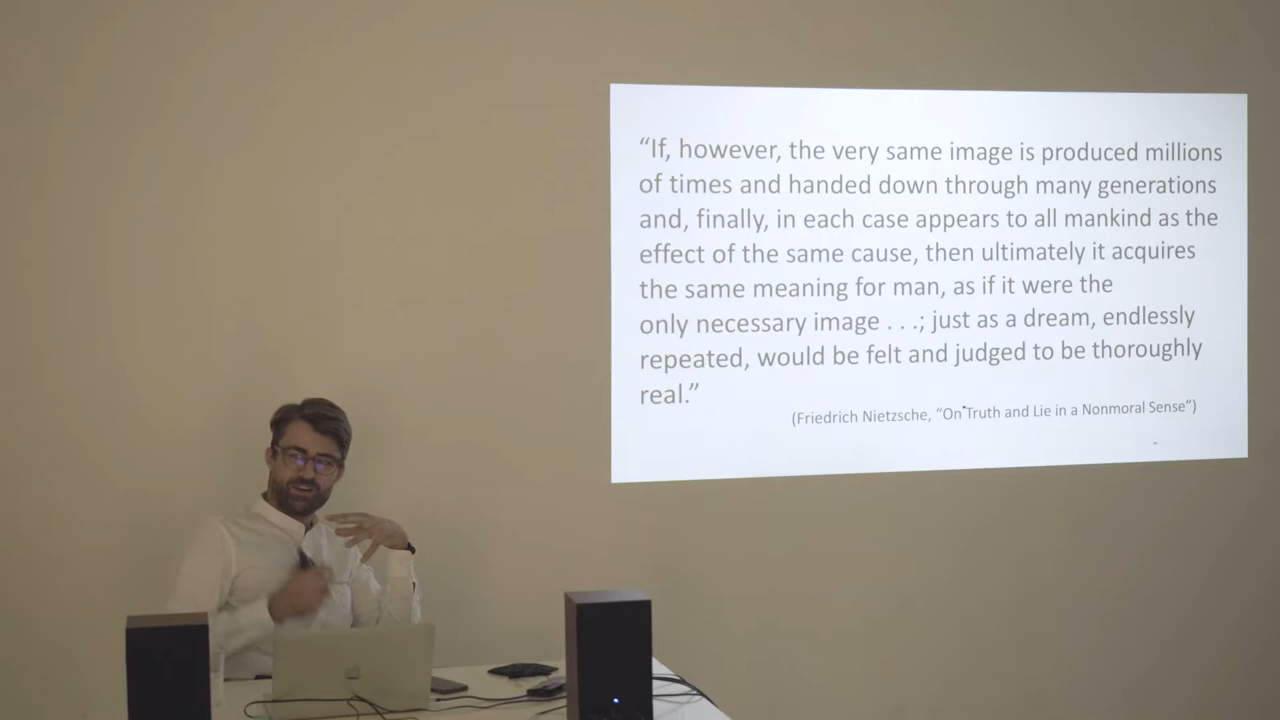 “If, however, the very same image is produced millions
of times and handed down through many generations
and, finally, in each case appears to all mankind as the
effect of the same cause, then ultimately it acquires
the same meaning for man, as if it were the
only necessary image . . .; just as a dream, endlessly
repeated, would be felt and judged to be thoroughly
real.”
(Friedrich Nietzsche, “On Truth and Lie in a Nonmoral Sense”)